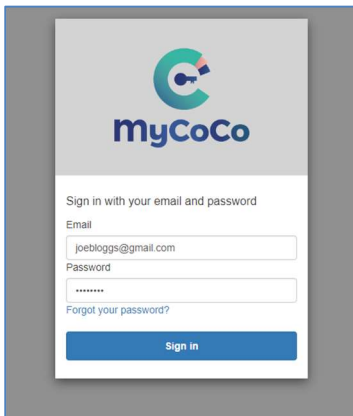 MyCoCo
Sign in with your email and password
Email
joebloggs@gmail.com
Password
••••••••
Forgot your password?
Sign in